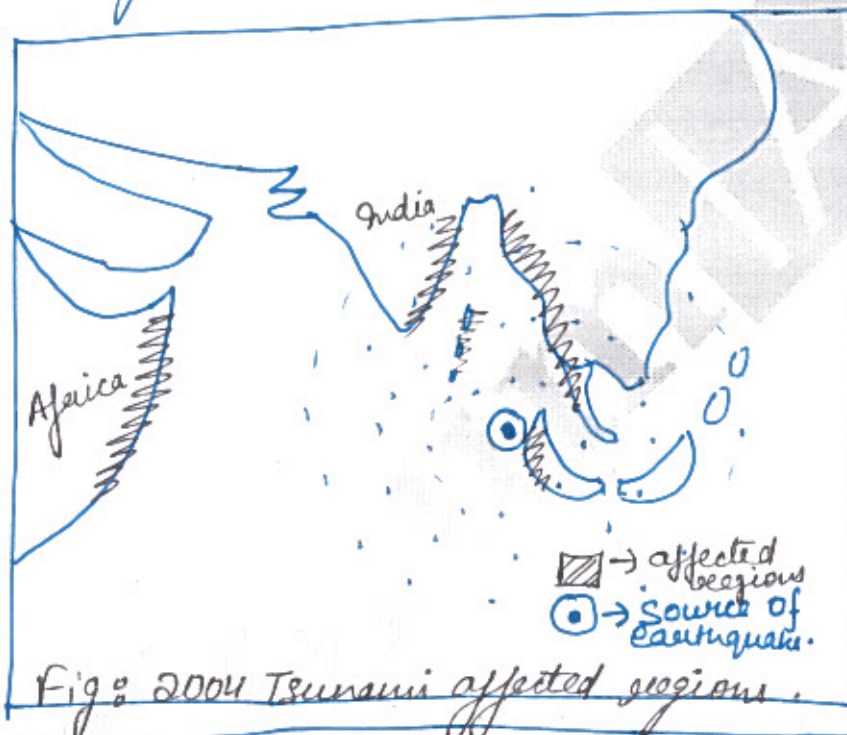 India
Africa
→ affected
regions
→ Source of
earthquake.
Fig: 2004 Tsunami affected regions.